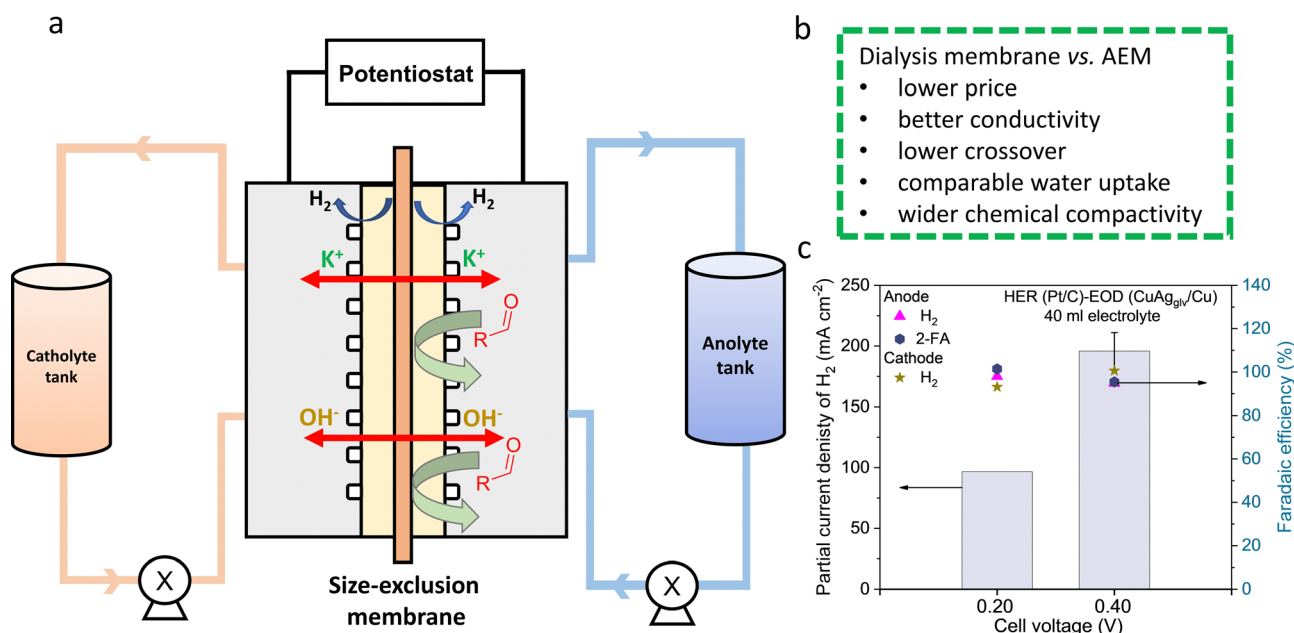 a
Potentiostat
H₂
H₂
K⁺
K⁺
R
O
OH⁻
OH⁻
R
O
Catholyte
tank
Anolyte
tank
X
X
Size-exclusion
membrane
b
Dialysis membrane vs. AEM
• lower price
• better conductivity
• lower crossover
• comparable water uptake
• wider chemical compactivity
c
Partial current denisty of H₂ (mA cm⁻²)
250
200
150
100
50
0
Anode
H₂
2-FA
Cathode
H₂
HER (Pt/C)-EOD (CuAgglv/Cu)
40 ml electrolyte
140
120
100
80
60
40
20
0
Faradaic efficiency (%)
0.20
0.40
Cell voltage (V)